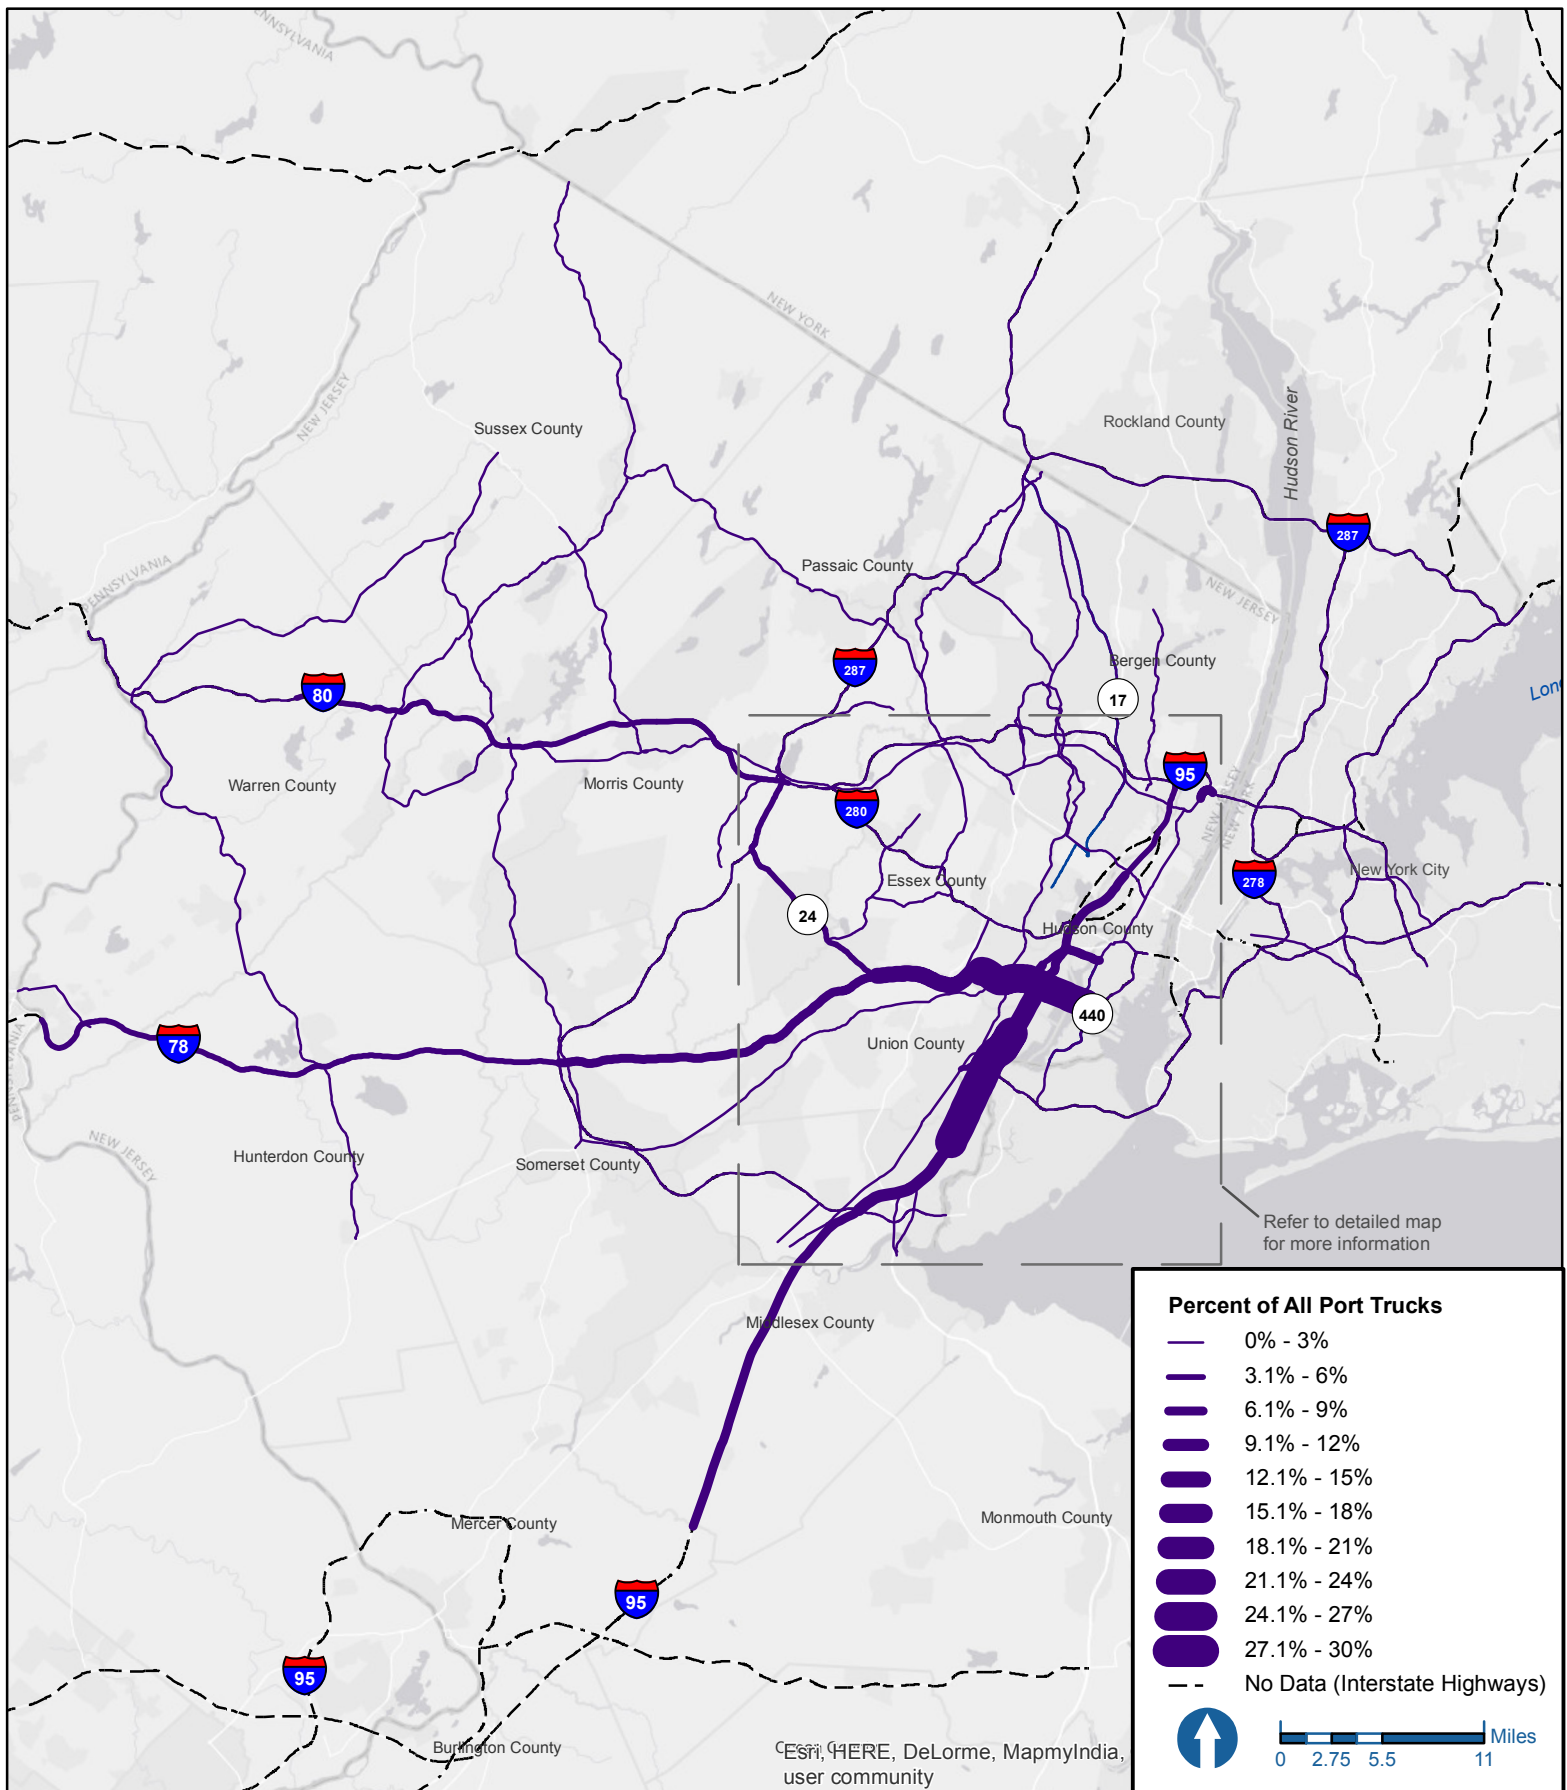 PENNSYLVANIA
NEW YORK
NEW JERSEY
Sussex County
Rockland County
Hudson River
287
PENNSYLVANIA
Passaic County
NEW JERSEY
287
Bergen County
80
17
Warren County
Morris County
95
NEW JERSEY
NEW YORK
280
Essex County
278
New York City
24
Hudson County
440
78
Union County
PENNSYLVANIA
NEW JERSEY
Hunterdon County
Somerset County
Refer to detailed map
for more information
Middlesex County
Percent of All Port Trucks
0% - 3%
3.1% - 6%
6.1% - 9%
9.1% - 12%
12.1% - 15%
15.1% - 18%
18.1% - 21%
21.1% - 24%
24.1% - 27%
27.1% - 30%
No Data (Interstate Highways)
Miles
0 2.75 5.5 11
Mercer County
Monmouth County
95
95
Burlington County
Esri, HERE, DeLorme, MapmyIndia,
user community